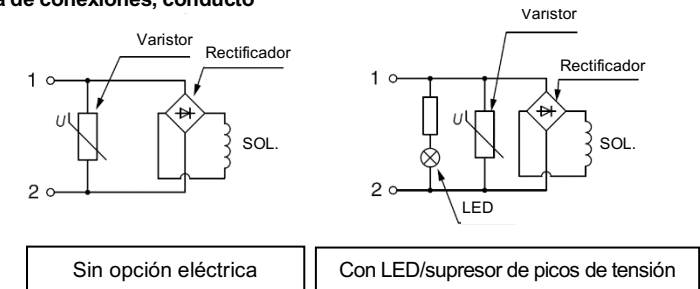 a de conexiones, conducto
Varistor
Rectificador
1
U
SOL.
2
Sin opción eléctrica
Varistor
Rectificador
1
U
SOL.
2
LED
Con LED/supresor de picos de tensión